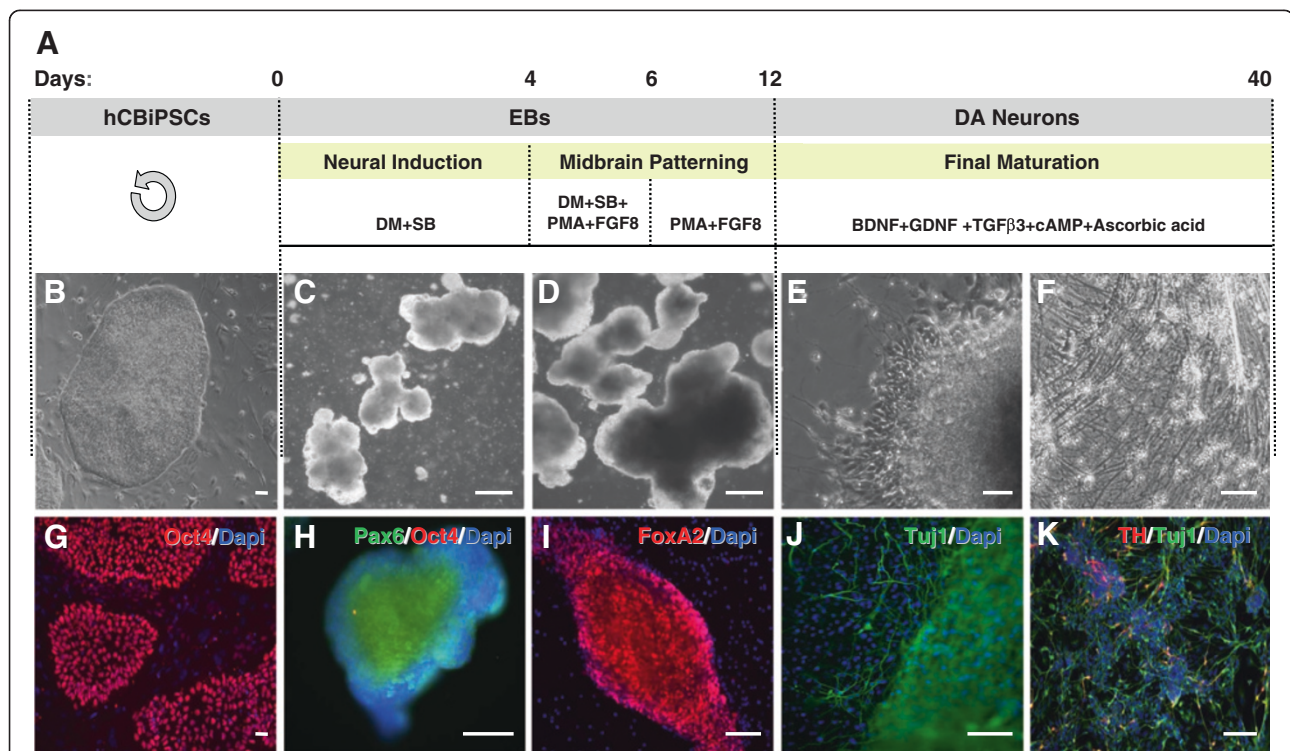 A
Days: 0 4 6 12 40
hCBiPSCs EBs DA Neurons
Neural Induction Midbrain Patterning Final Maturation
DM+SB DM+SB+ PMA+FGF8 PMA+FGF8 BDNF+GDNF +TGFβ3+cAMP+Ascorbic acid
B C D E F
G Oct4/Dapi H Pax6/Oct4/Dapi I FoxA2/Dapi J Tuj1/Dapi K TH/Tuj1/Dapi